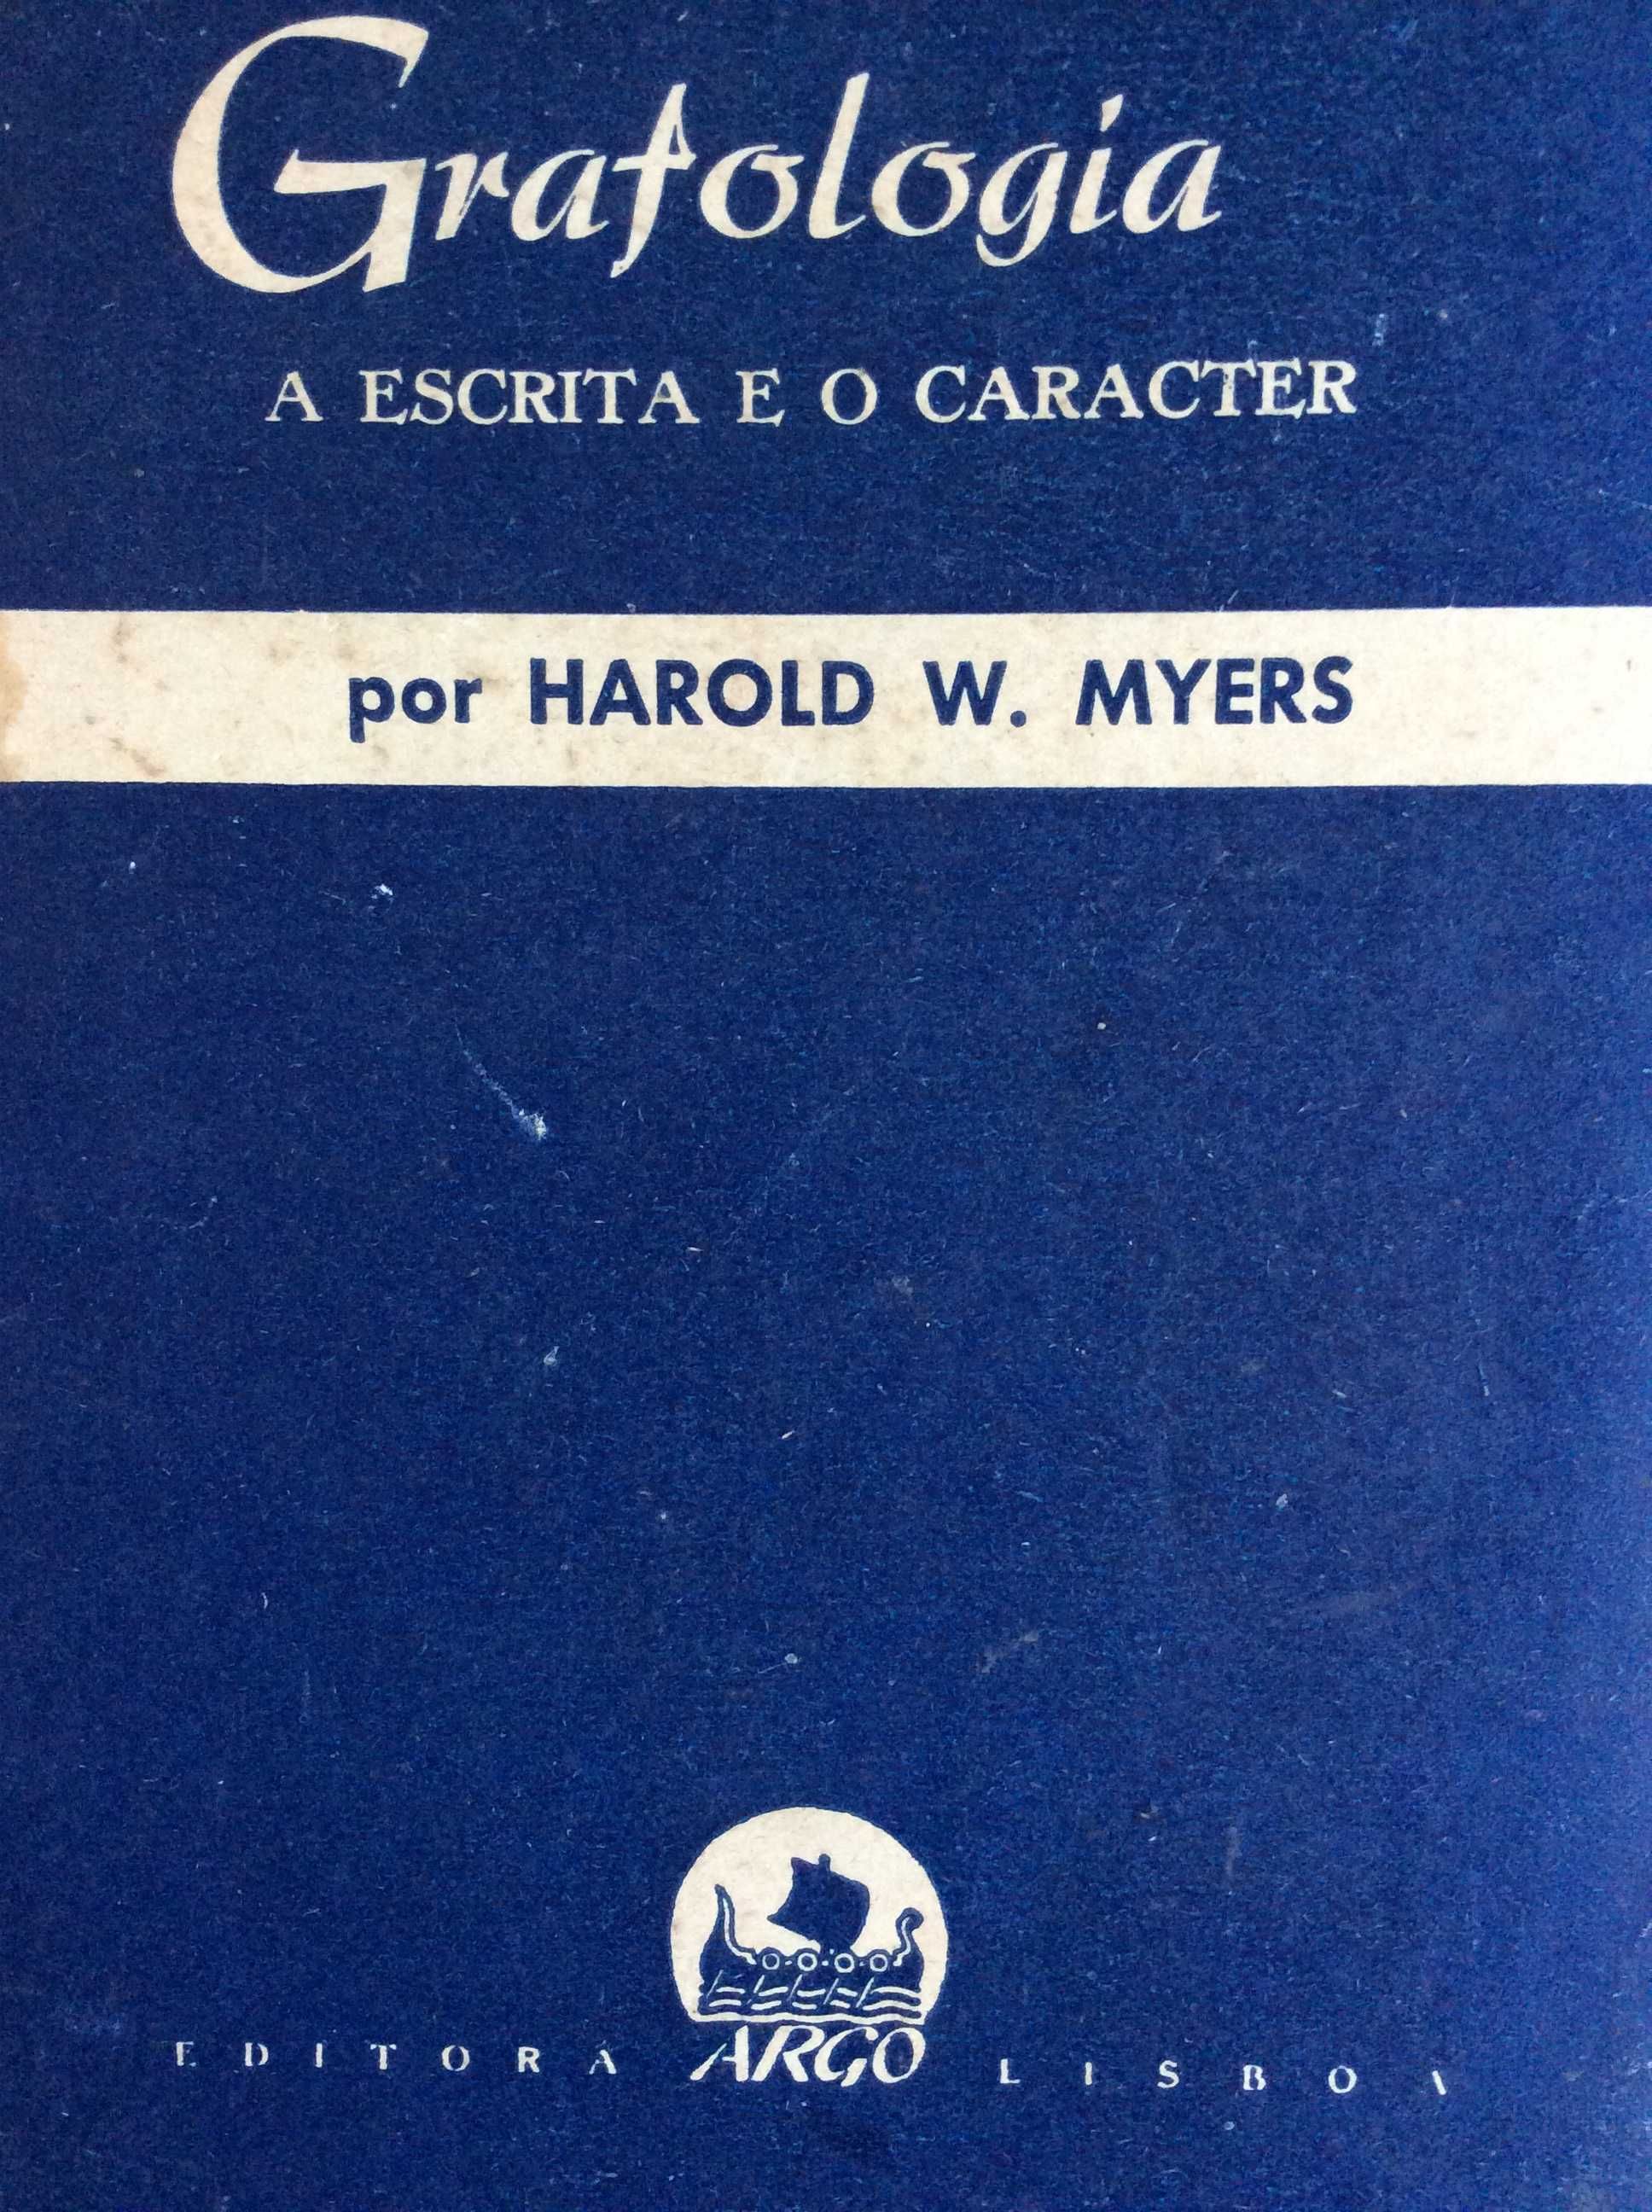 Grafologia
A ESCRITA E O CARACTER
por HAROLD W. MYERS
EDITORA ARGO LISBOA